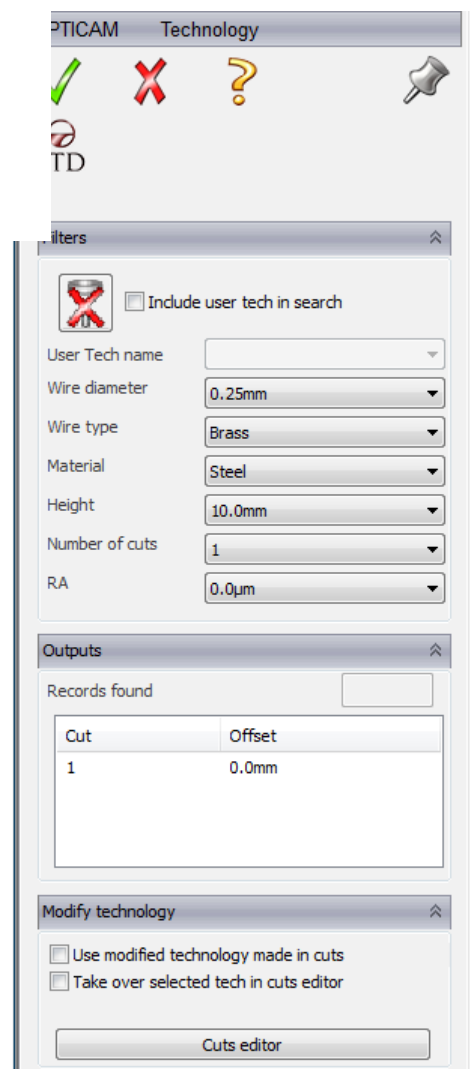 PTICAM Technology
TD
Filters
Include user tech in search
User Tech name
Wire diameter 0.25mm
Wire type Brass
Material Steel
Height 10.0mm
Number of cuts 1
RA 0.0µm
Outputs
Records found
Cut Offset
1 0.0mm
Modify technology
Use modified technology made in cuts
Take over selected tech in cuts editor
Cuts editor